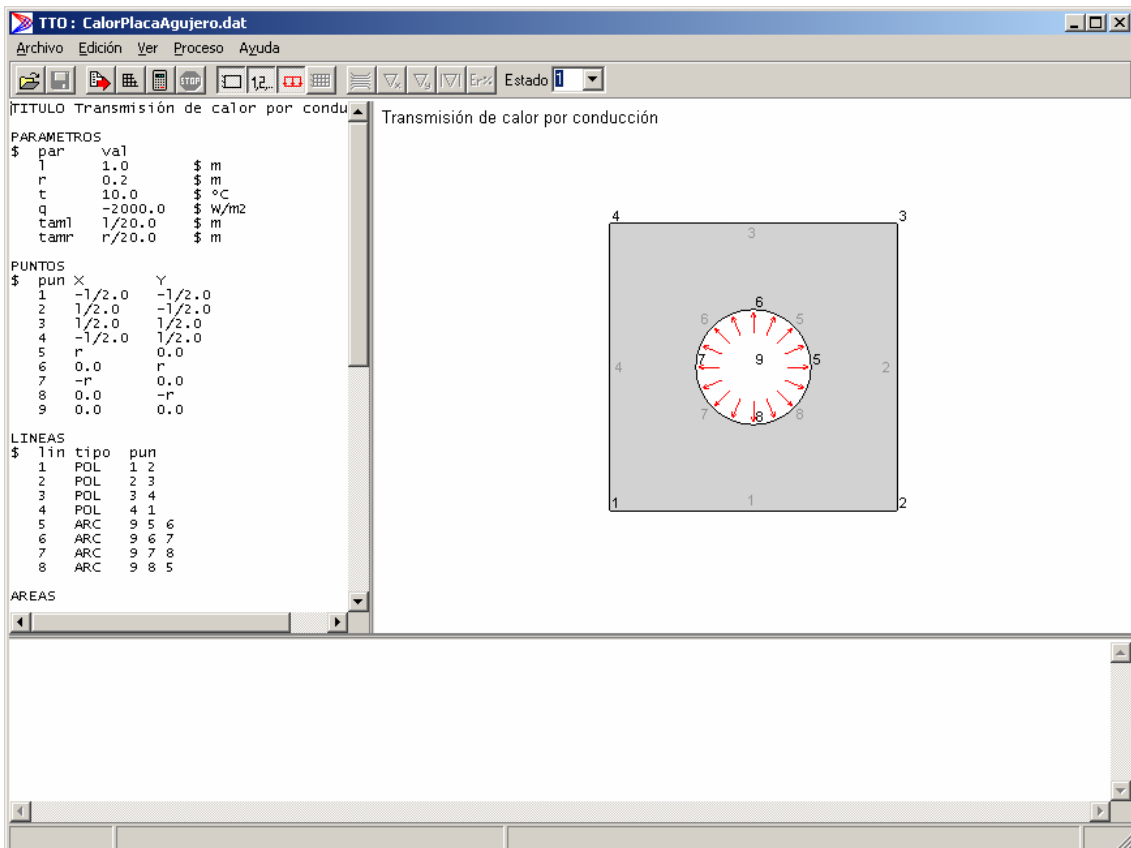 TTO : CalorPlacaAgujero.dat
Archivo Edición Ver Proceso Ayuda
STOP 1,2,.. ∇x ∇y |∇| Er% Estado 1
TITULO Transmisión de calor por condu
PARAMETROS
$ par val
l 1.0 $ m
r 0.2 $ m
t 10.0 $ ºC
q -2000.0 $ W/m2
taml l/20.0 $ m
tamr r/20.0 $ m
PUNTOS
$ pun X Y
1 -l/2.0 -l/2.0
2 l/2.0 -l/2.0
3 l/2.0 l/2.0
4 -l/2.0 l/2.0
5 r 0.0
6 0.0 r
7 -r 0.0
8 0.0 -r
9 0.0 0.0
LINEAS
$ lin tipo pun
1 POL 1 2
2 POL 2 3
3 POL 3 4
4 POL 4 1
5 ARC 9 5 6
6 ARC 9 6 7
7 ARC 9 7 8
8 ARC 9 8 5
AREAS
Transmisión de calor por conducción
4 3
3
6
6 5
4 7 9 5 2
7 8 8
1 1 2